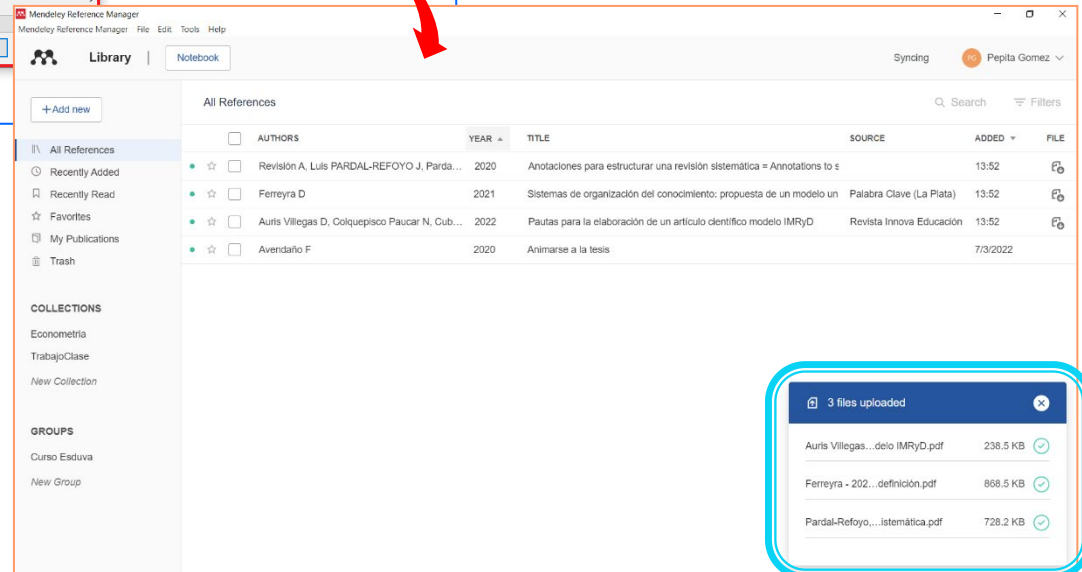 Mendeley Reference Manager
Mendeley Reference Manager File Edit Tools Help
Library | Notebook Syncing PG Pepita Gomez
+Add new
All References Search Filters
AUTHORS YEAR TITLE SOURCE ADDED FILE
All References
Recently Added
Recently Read
Favorites
My Publications
Trash
Revisión A, Luis PARDAL-REFOYO J, Parda... 2020 Anotaciones para estructurar una revisión sistemática = Annotations to s 13:52
Ferreyra D 2021 Sistemas de organización del conocimiento: propuesta de un modelo un Palabra Clave (La Plata) 13:52
Auris Villegas D, Colquepisco Paucar N, Cub... 2022 Pautas para la elaboración de un artículo científico modelo IMRyD Revista Innova Educación 13:52
Avendaño F 2020 Animarse a la tesis 7/3/2022
COLLECTIONS
Econometria
TrabajoClase
New Collection
GROUPS
Curso Esduva
New Group
3 files uploaded
Auris Villegas...delo IMRyD.pdf 238.5 KB
Ferreyra - 202...definición.pdf 868.5 KB
Pardal-Refoyo,...istemática.pdf 728.2 KB